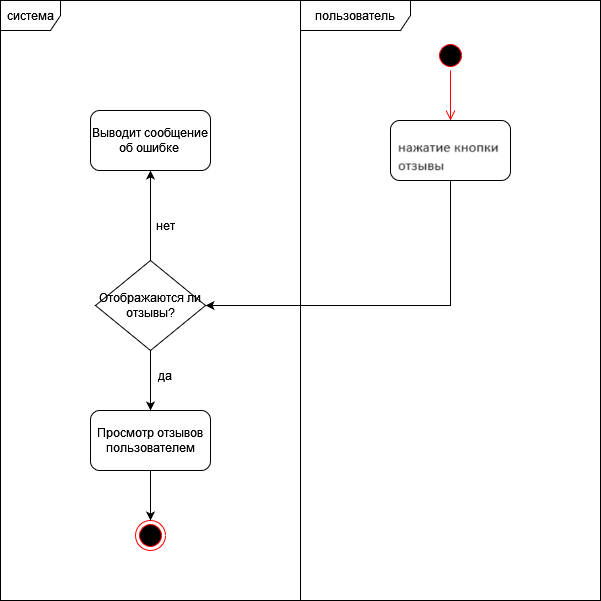 система
пользователь
нажатие кнопки
отзывы
Выводит сообщение
об ошибке
нет
Отображаются ли
отзывы?
да
Просмотр отзывов
пользователем